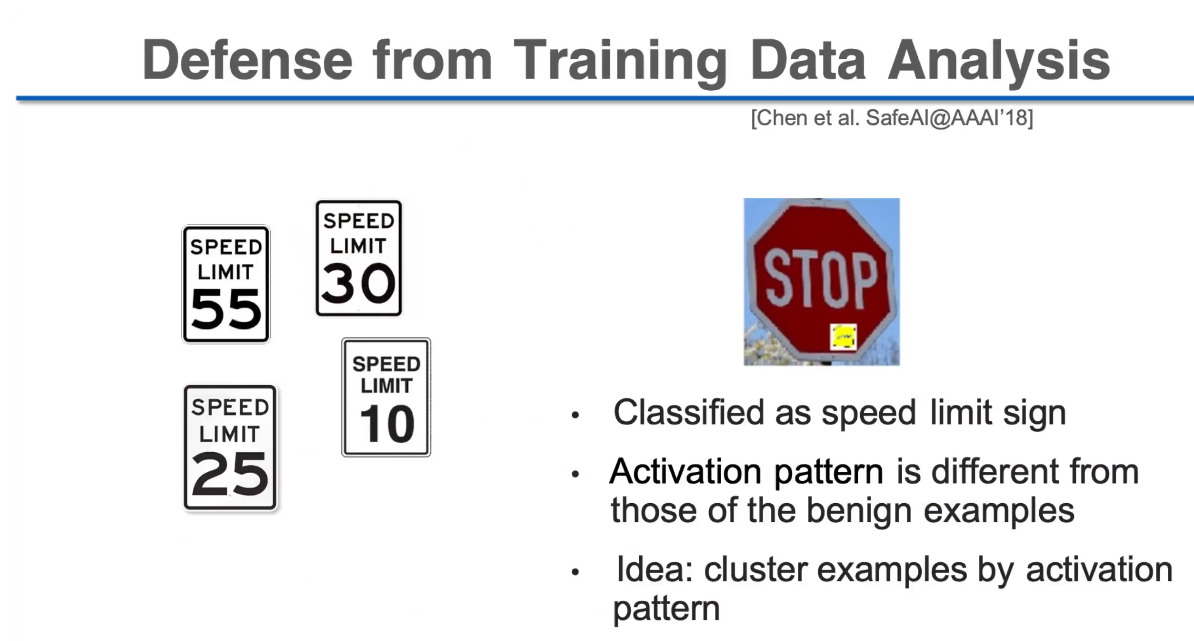 Defense from Training Data Analysis
[Chen et al. SafeAI@AAAI'18]
SPEED
LIMIT
55
SPEED
LIMIT
30
SPEED
LIMIT
10
SPEED
LIMIT
25
STOP
• Classified as speed limit sign
• Activation pattern is different from
those of the benign examples
• Idea: cluster examples by activation
pattern